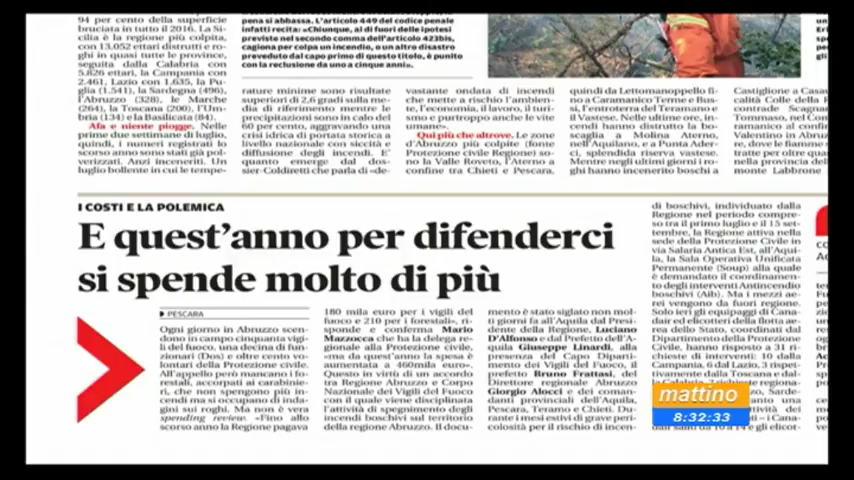 94 per cento della superficie
bruciata in tutto il 2016. La Si-
cilia è la regione più colpita,
con 13.052 ettari distrutti e ro-
ghi in quasi tutte le province,
seguita dalla Calabria con
5.826 ettari, la Campania con
2.461, Lazio con 1.635, la Pu-
glia (1.541), la Sardegna (496),
l'Abruzzo (328), le Marche
(264), la Toscana (200), l'Um-
bria (134) e la Basilicata (84).
Afa e niente piogge. Nelle
prime due settimane di luglio,
quindi, i numeri registrati lo
scorso anno sono stati già pol-
verizzati. Anzi inceneriti. Un
luglio bollente in cui le tempe-
pena si abbassa. L'articolo 449 del codice penale
infatti recita: «Chiunque, al di fuori delle ipotesi
previste nel secondo comma dell'articolo 423bis,
cagiona per colpa un incendio, o un altro disastro
preveduto dal capo primo di questo titolo, è punito
con la reclusione da uno a cinque anni».
rature minime sono risultate
superiori di 2,6 gradi sulla me-
dia di riferimento mentre le
precipitazioni sono in calo del
60 per cento, aggravando una
crisi idrica di portata storica a
livello nazionale con siccità e
diffusione degli incendi. E'
quanto emerge dal dos-
sier-Coldiretti che parla di «de-
vastante ondata di incendi
che mette a rischio l'ambien-
te, l'economia, il lavoro, il turi-
smo e purtroppo anche le vite
umane».
Qui più che altrove. Le zone
d'Abruzzo più colpite (fonte
Protezione civile Regione) so-
no la Valle Roveto, l'Aterno a
confine tra Chieti e Pescara,
quindi da Lettomanoppello fi-
no a Caramanico Terme e Bus-
si, l'entroterra del Teramano e
il Vastese. Nelle ultime ore, in-
cendi hanno distrutto la bo-
scaglia a Molina Aterno,
nell'Aquilano, e a Punta Ader-
ci, splendida riserva vastese.
Mentre negli ultimi giorni i ro-
ghi hanno incenerito boschi a
Castiglione a Casau
calità Colle della F
contrade Scagnar
Tommaso, nel Com
ramanico al confin
Valentino in Abruz
re, dove le fiamme s
trate per oltre quat
nella provincia del
monte Labbrone
I COSTI E LA POLEMICA
E quest'anno per difenderci
si spende molto di più
PESCARA
Ogni giorno in Abruzzo scen-
dono in campo cinquanta vigi-
li del fuoco, una decina di fun-
zionari (Dos) e oltre cento vo-
lontari della Protezione civile.
All'appello però mancano i fo-
restali, accorpati ai carabinie-
ri, che non spengono più in-
cendi ma si occupano di inda-
gini sui roghi. Ma non è vera
spending review. «Fino allo
scorso anno la Regione pagava
180 mila euro per i vigili del
fuoco e 210 per i forestali», ri-
sponde e conferma Mario
Mazzocca che ha la delega re-
gionale alla Protezione civile,
«ma da quest'anno la spesa è
aumentata a 460mila euro».
Questo in virtù di un accordo
tra Regione Abruzzo e Corpo
Nazionale dei Vigili del Fuoco
con il quale viene disciplinata
l'attività di spegnimento degli
incendi boschivi sul territorio
della regione Abruzzo. Il docu-
mento è stato siglato non mol-
ti giorni fa all'Aquila dal Presi-
dente della Regione, Luciano
D'Alfonso e dal Prefetto dell'A-
quila Giuseppe Linardi, alla
presenza del Capo Diparti-
mento dei Vigili del Fuoco, il
prefetto Bruno Frattasi, del
Direttore regionale Abruzzo
Giorgio Alocci e dei coman-
danti provinciali dell'Aquila,
Pescara, Teramo e Chieti. Du-
rante i mesi estivi di grave peri-
colosità per il rischio di incen-
di boschivi, individuato dalla
Regione nel periodo compre-
so tra il primo luglio e il 15 set-
tembre, la Regione attiva nella
sede della Protezione Civile in
via Salaria Antica Est, all'Aqui-
la, la Sala Operativa Unificata
Permanente (Soup) alla quale è
demandato il coordinamen-
to degli interventi Antincendio
boschivi (Aib). Ma i mezzi ae-
rei vengono da fuori regione.
Solo ieri gli equipaggi di Cana-
dair ed elicotteri della flotta ae-
rea dello Stato, coordinati dal
Dipartimento della Protezione
Civile, hanno risposto a 31 ri-
chieste di interventi: 10 dalla
Campania, 6 dal Lazio, 3 rispet-
tivamente dalla Toscana e dal-
mattino
8:32:33